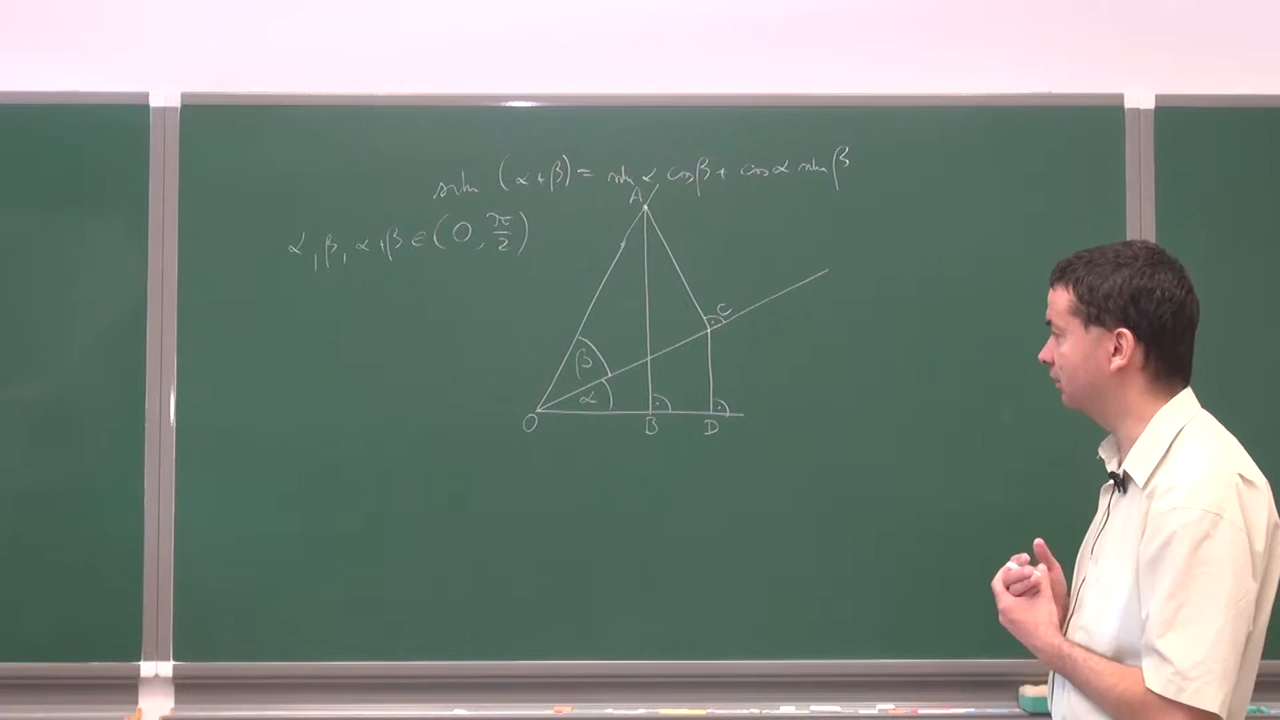 sin (α+β) = sin α cos β + cos α sin β
α, β, α+β ∈ (0, π/2)
A
C
β
α
O B D